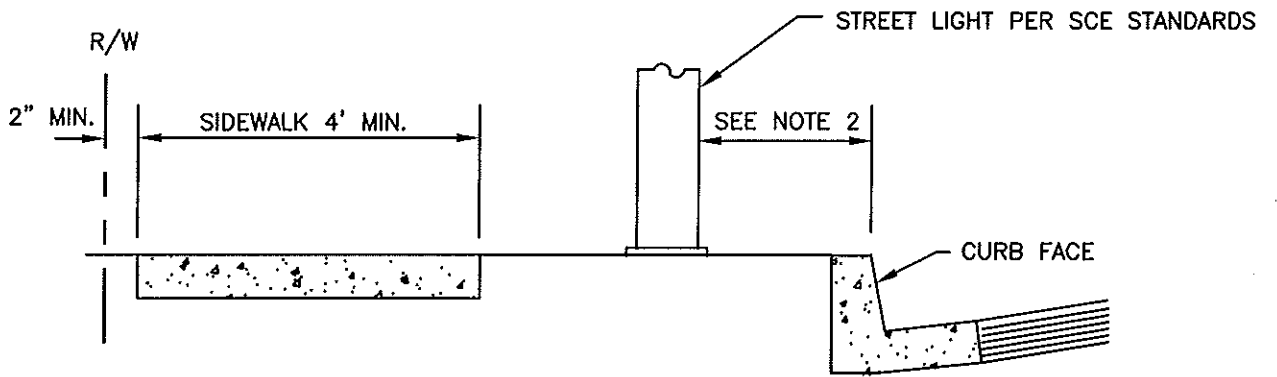 STREET LIGHT PER SCE STANDARDS
R/W
2" MIN.
SIDEWALK 4' MIN.
SEE NOTE 2
CURB FACE